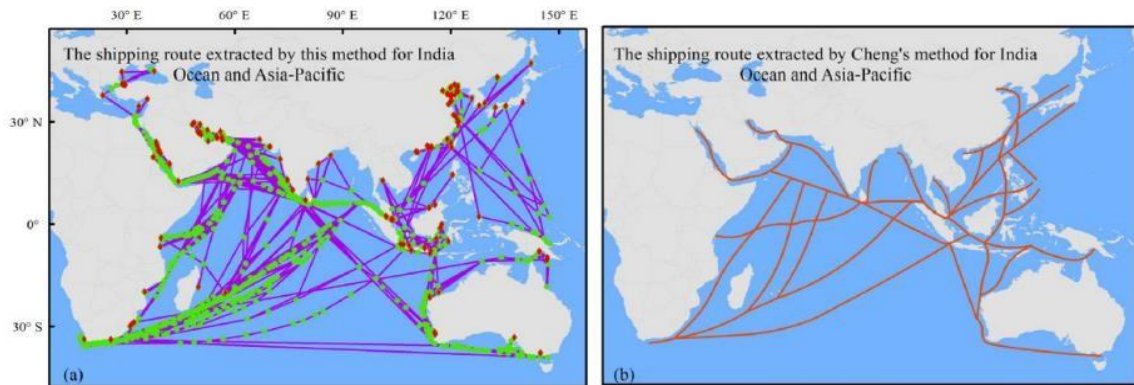 30° E 60° E 90° E 120° E 150° E
The shipping route extracted by this method for India
Ocean and Asia-Pacific
30° N
0°
30° S
(a)
The shipping route extracted by Cheng's method for India
Ocean and Asia-Pacific
(b)